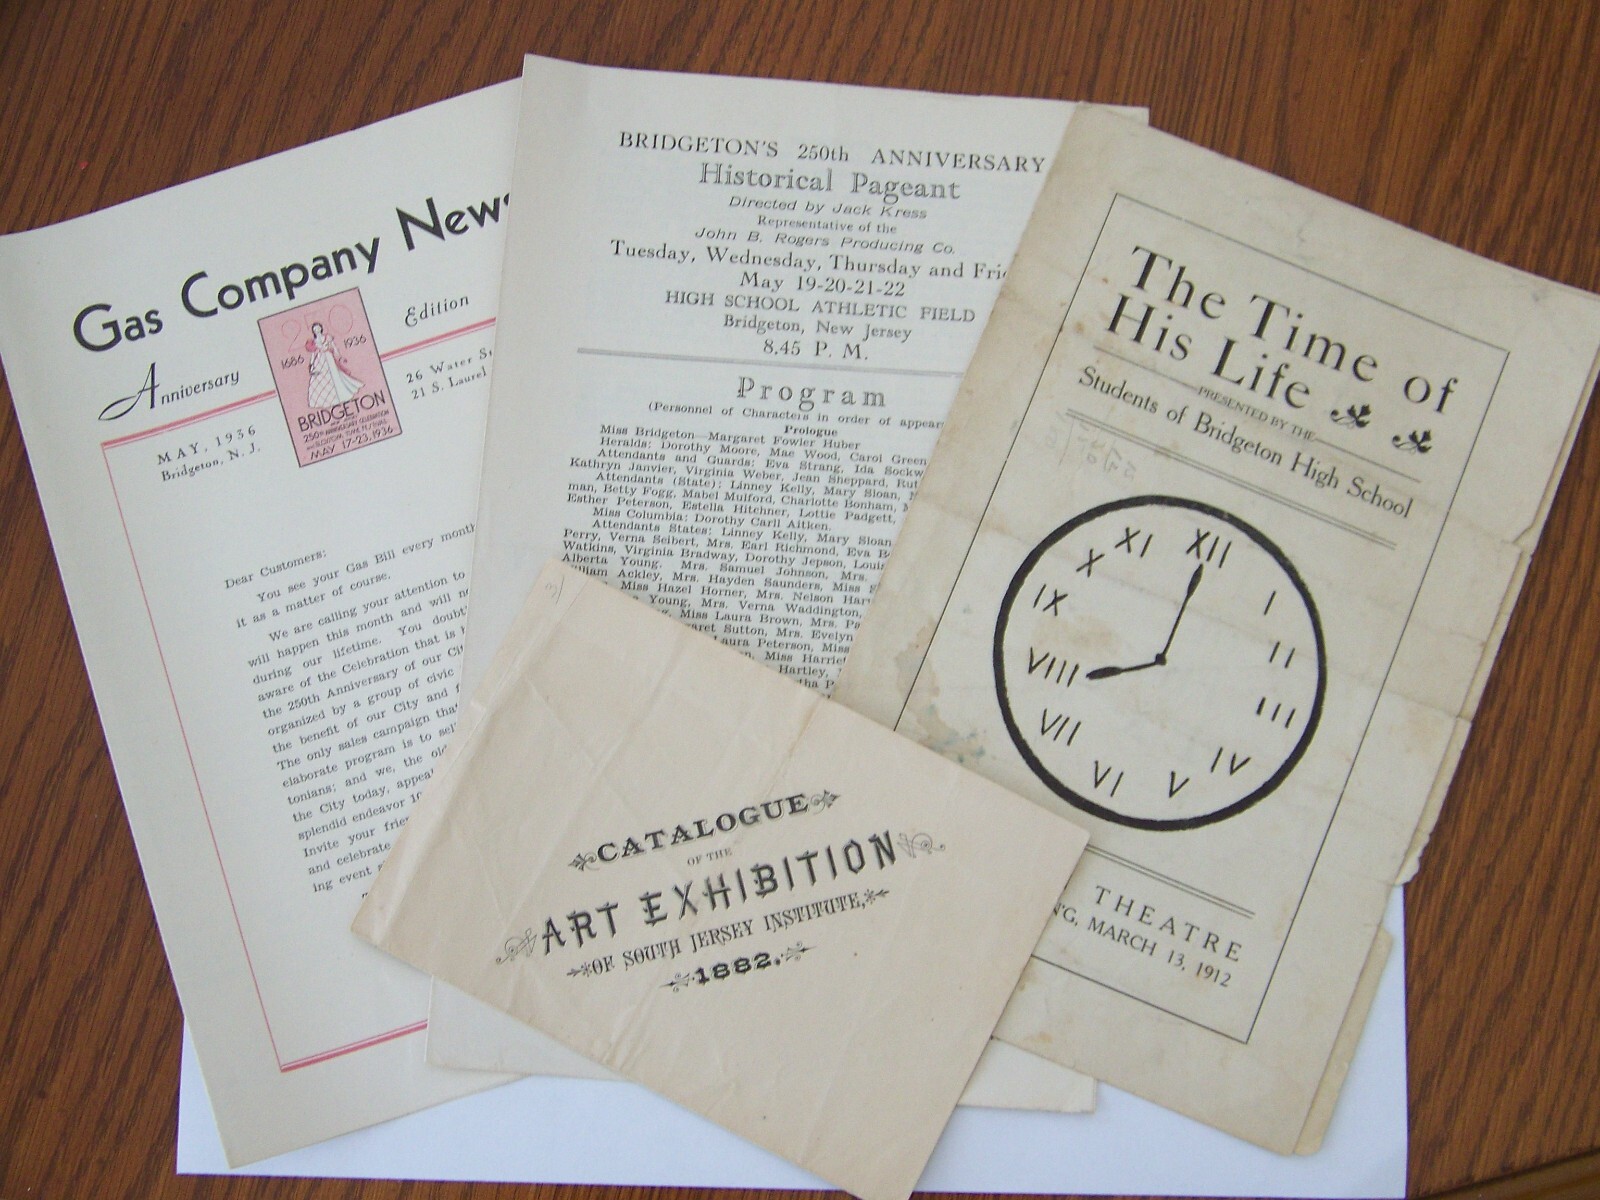 Gas Company News
Anniversary
Edition
250
1686 1936
BRIDGETON
250TH ANNIVERSARY CELEBRATION
MAY 17-23, 1936
26 Water
21 S. Laurel
MAY, 1936
Bridgeton, N. J.
Dear Customers:
You see your Gas Bill every month
it as a matter of course.
We are calling your attention to
will happen this month and will
during our lifetime. You
aware of the Celebration that is
the 250th Anniversary of our
organized by a group of civic
the benefit of our City and
The only sales campaign
elaborate program is to
tonians; and we, the
the City today,
splendid endeavor
Invite your
and celebrate
ing event
BRIDGETON'S 250th ANNIVERSARY
Historical Pageant
Directed by Jack Kress
Representative of the
John B. Rogers Producing Co.
Tuesday, Wednesday, Thursday and Fri
May 19-20-21-22
HIGH SCHOOL ATHLETIC FIELD
Bridgeton, New Jersey
8.45 P. M.
Program
(Personnel of Characters in order of appear
Prologue
Miss Bridgeton—Margaret Fowler Huber
Heralds: Dorothy Moore, Mae Wood, Carol Green
Attendants and Guards: Eva Strang, Ida Sockw
Kathryn Janvier, Virginia Weber, Jean Sheppard,
Attendants (State): Linney Kelly, Mary Sloan,
man, Betty Fogg, Mabel Mulford, Charlotte Bonham,
Esther Peterson, Estella Hitchner, Lottie Padgett,
Miss Columbia: Dorothy Carll Aitken.
Attendants States: Linney Kelly, Mary Sloan
Perry, Verna Seibert, Mrs. Earl Richmond, Eva
Watkins, Virginia Bradway, Dorothy Jepson,
Alberta Young. Mrs. Samuel Johnson, Mrs.
William Ackley, Mrs. Hayden Saunders, Miss
Miss Hazel Horner, Mrs. Nelson
Young, Mrs. Verna Waddington,
Miss Laura Brown, Mrs.
Sutton, Mrs. Evelyn
Laura Peterson, Miss
Miss Harriet
Hartley,
The Time of
His Life
PRESENTED BY THE
Students of Bridgeton High School
XII
I
II
III
IV
V
VI
VII
VIII
IX
X
XI
THEATRE
MARCH 13, 1912
CATALOGUE
OF THE
ART EXHIBITION
OF SOUTH JERSEY INSTITUTE,
1882.